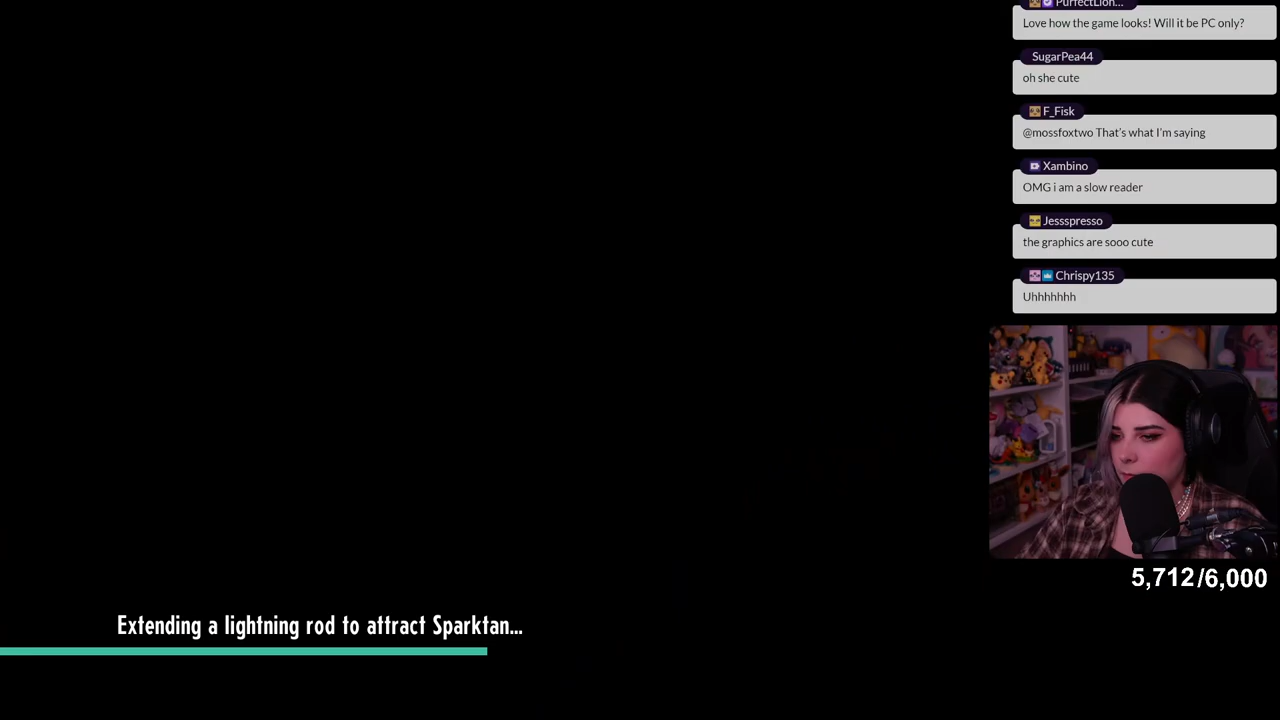 PurfectLion...
Love how the game looks! Will it be PC only?
SugarPea44
oh she cute
F_Fisk
@mossfoxtwo That's what I'm saying
Xambino
OMG i am a slow reader
Jessspresso
the graphics are sooo cute
Chrispy135
Uhhhhhhh
5,712/6,000
Extending a lightning rod to attract Sparktan...